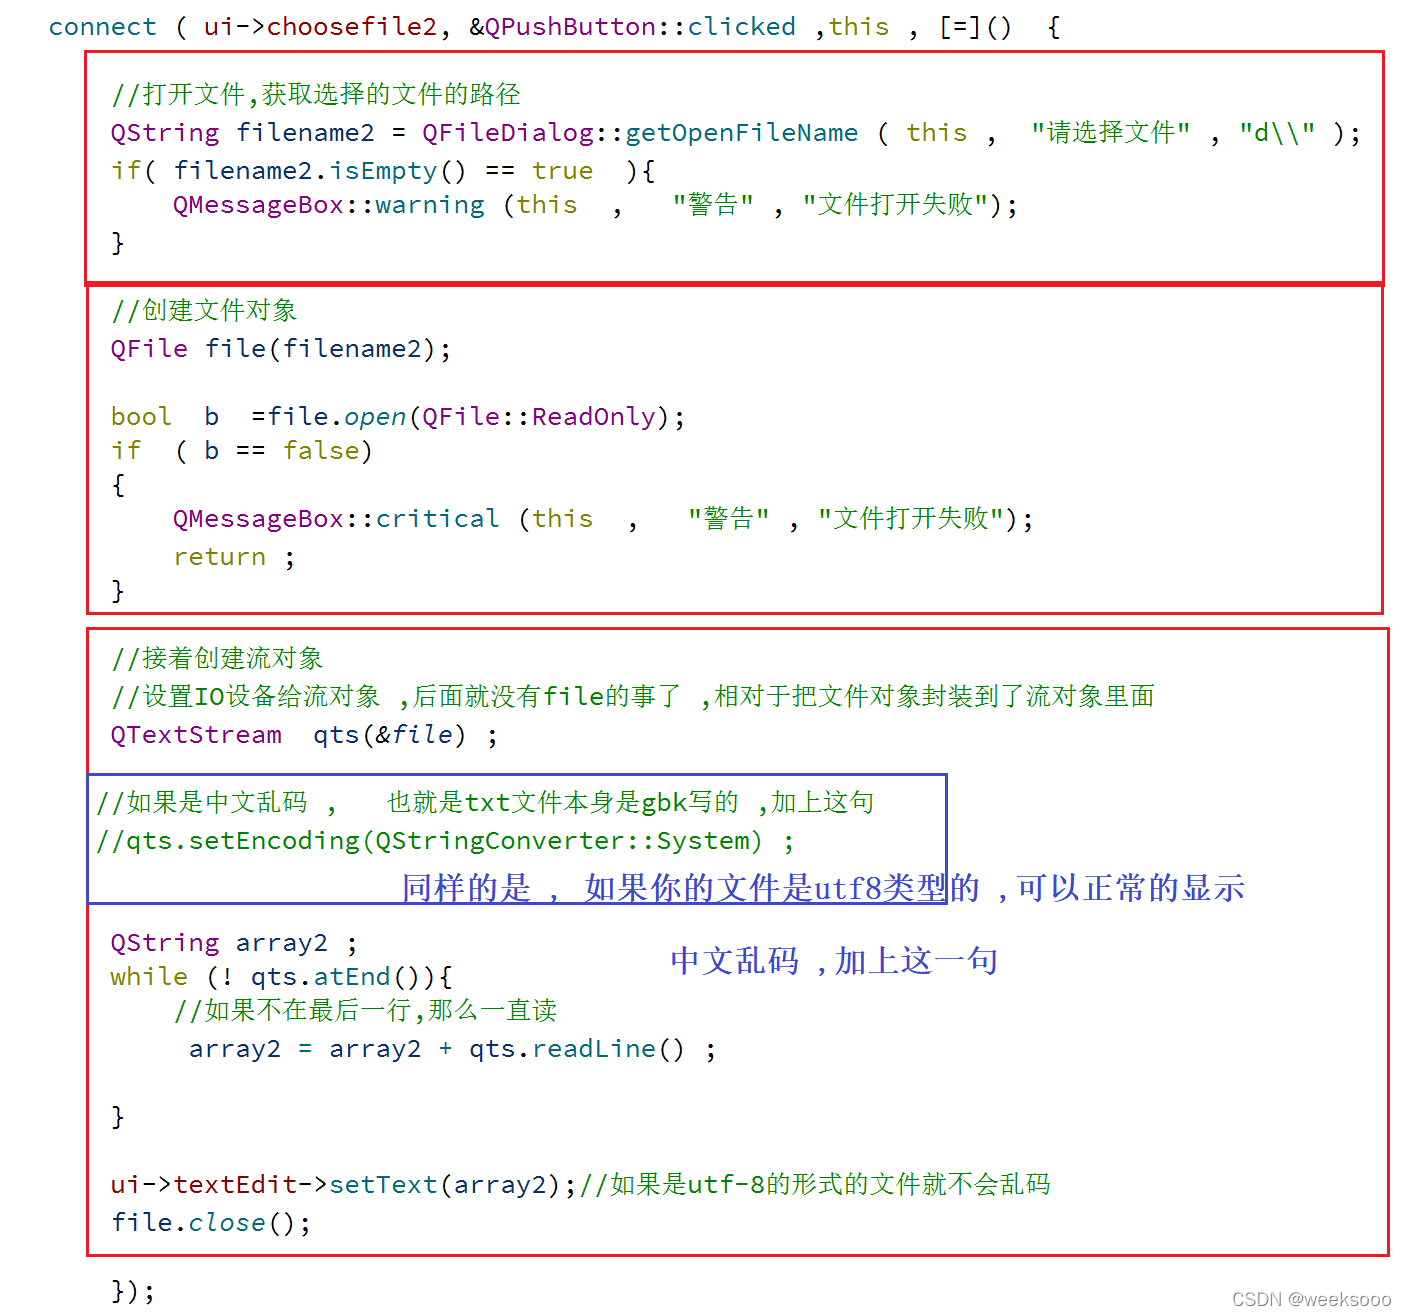 connect ( ui->choosefile2, &QPushButton::clicked ,this , [=]()  {
//打开文件,获取选择的文件的路径
QString filename2 = QFileDialog::getOpenFileName ( this ,  "请选择文件" , "d\\" );
if( filename2.isEmpty() == true  ){
QMessageBox::warning (this  ,   "警告" , "文件打开失败");
}
//创建文件对象
QFile file(filename2);
bool  b  =file.open(QFile::ReadOnly);
if  ( b == false)
{
QMessageBox::critical (this  ,   "警告" , "文件打开失败");
return ;
}
//接着创建流对象
//设置IO设备给流对象 ,后面就没有file的事了 ,相对于把文件对象封装到了流对象里面
QTextStream  qts(&file) ;
//如果是中文乱码 ,   也就是txt文件本身是gbk写的 ,加上这句
//qts.setEncoding(QStringConverter::System) ;
同样的是 , 如果你的文件是utf8类型的 ,可以正常的显示
QString array2 ;
中文乱码 ,加上这一句
while (! qts.atEnd()){
//如果不在最后一行,那么一直读
array2 = array2 + qts.readLine() ;
}
ui->textEdit->setText(array2);//如果是utf-8的形式的文件就不会乱码
file.close();
});
CSDN @weeksooo